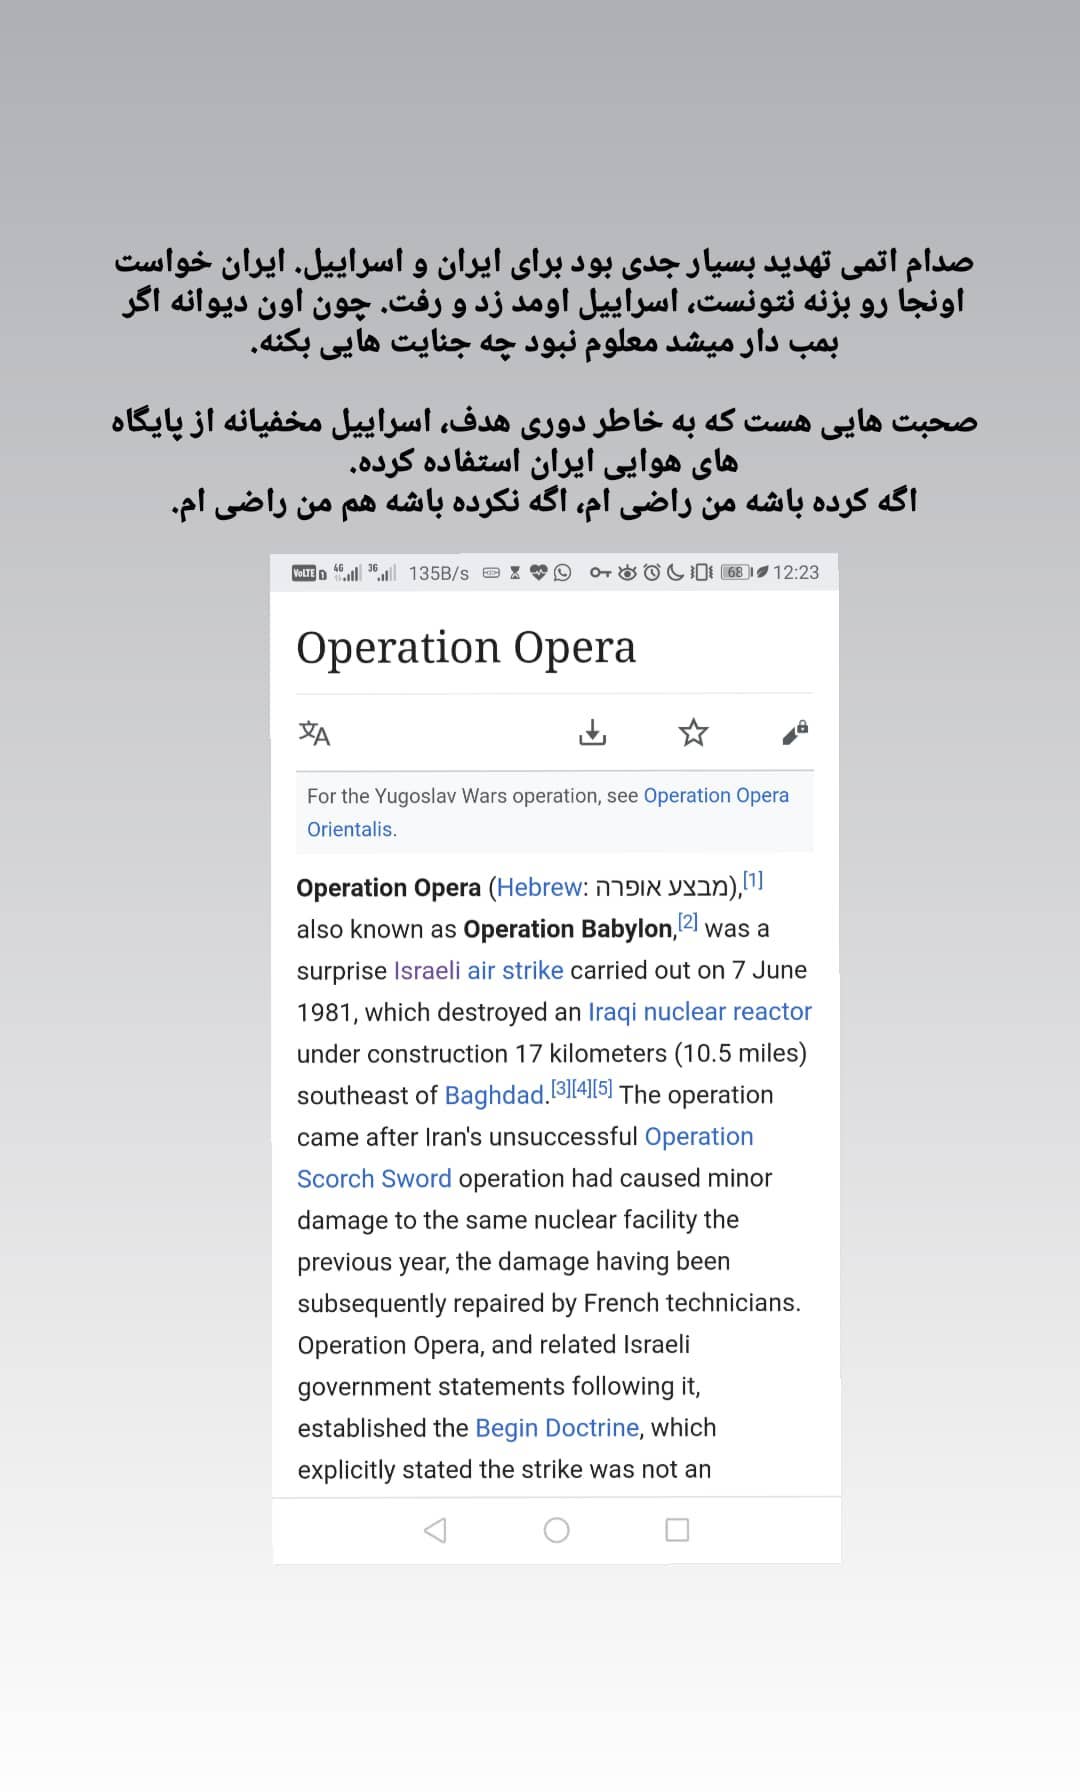 صدام اتمی تهدید بسیار جدی بود برای ایران و اسراییل. ایران خواست
اونجا رو بزنه نتونست، اسراییل اومد زد و رفت. چون اون دیوانه اگر
بمب دار میشد معلوم نبود چه جنایت هایی بکنه.
صحبت هایی هست که به خاطر دوری هدف، اسراییل مخفیانه از پایگاه
های هوایی ایران استفاده کرده.
اگه کرده باشه من راضی ام، اگه نکرده باشه هم من راضی ام.
VoLTE 4G 3G 135B/s 68 12:23
Operation Opera
For the Yugoslav Wars operation, see Operation Opera
Orientalis.
Operation Opera (Hebrew: מבצע אופרה),[1]
also known as Operation Babylon,[2] was a
surprise Israeli air strike carried out on 7 June
1981, which destroyed an Iraqi nuclear reactor
under construction 17 kilometers (10.5 miles)
southeast of Baghdad.[3][4][5] The operation
came after Iran's unsuccessful Operation
Scorch Sword operation had caused minor
damage to the same nuclear facility the
previous year, the damage having been
subsequently repaired by French technicians.
Operation Opera, and related Israeli
government statements following it,
established the Begin Doctrine, which
explicitly stated the strike was not an